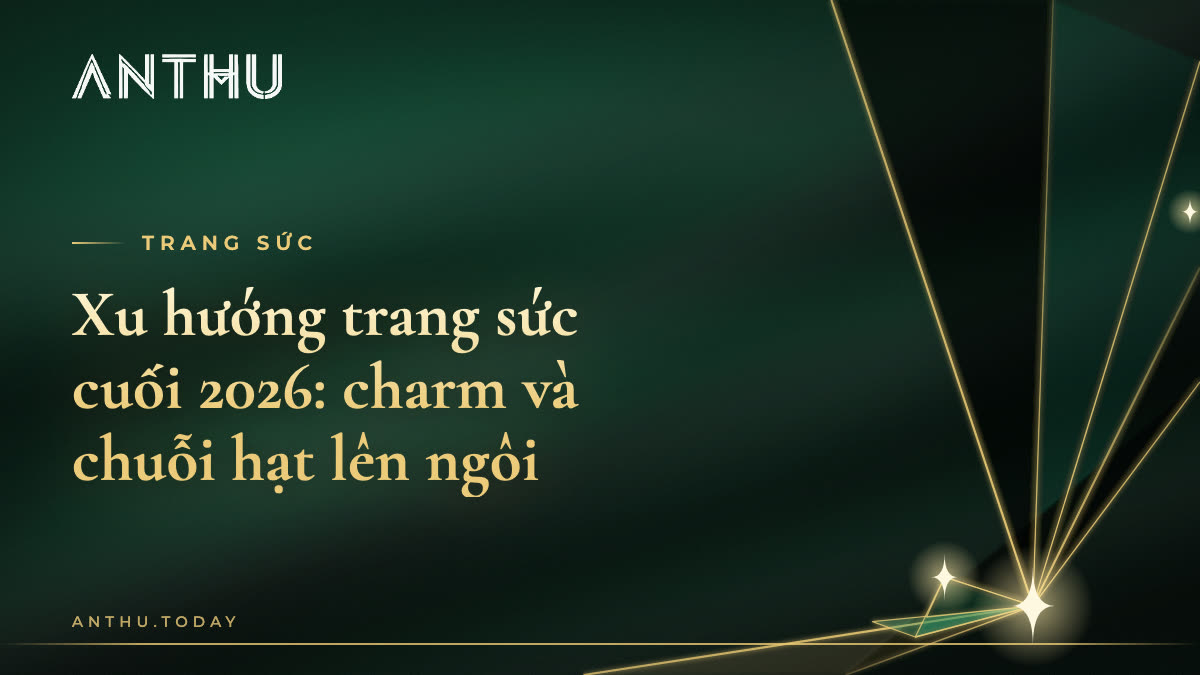 ANTHU
TRANG SỨC
Xu hướng trang sức
cuối 2026: charm và
chuỗi hạt lên ngôi
ANTHU.TODAY